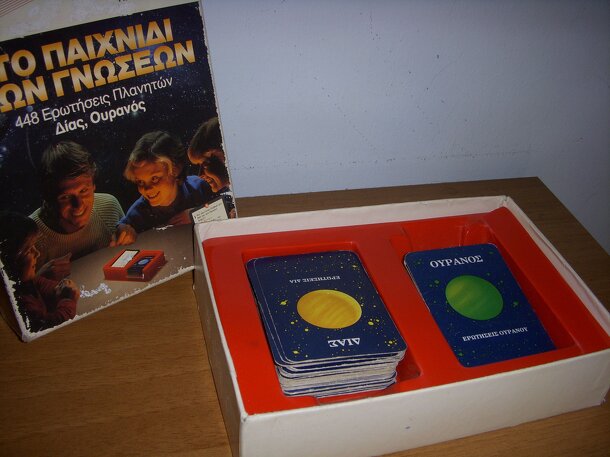 ΤΟ ΠΑΙΧΝΙΔΙ
ΩΝ ΓΝΩΣΕΩΝ
448 Ερωτήσεις Πλανητών
Δίας, Ουρανός
ΕΡΩΤΗΣΕΙΣ ΔΙΑ
ΔΙΑΣ
ΟΥΡΑΝΟΣ
ΕΡΩΤΗΣΕΙΣ ΟΥΡΑΝΟΥ